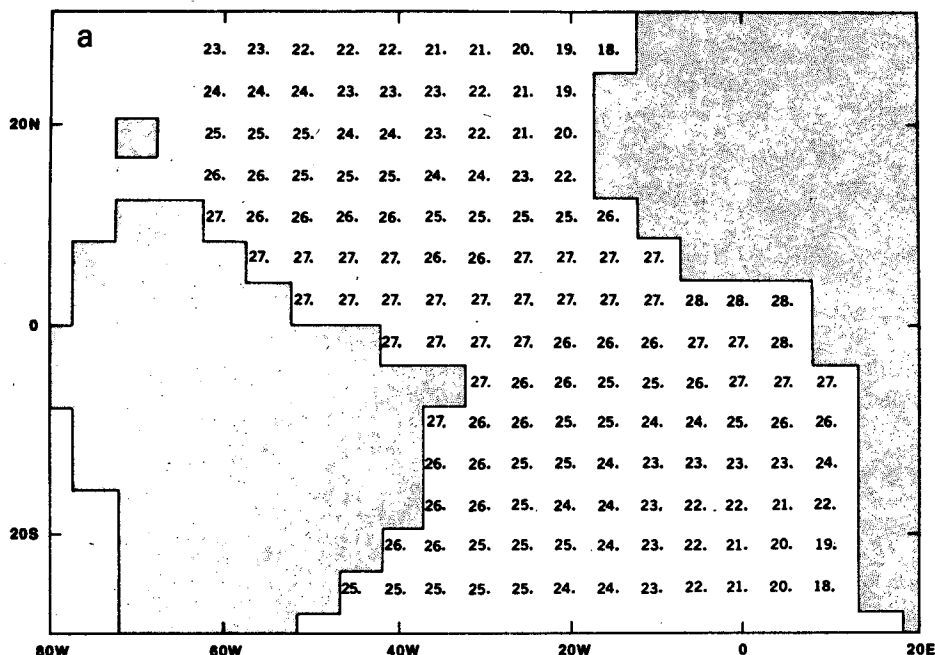 a
23. 23. 22. 22. 22. 21. 21. 20. 19. 18.
24. 24. 24. 23. 23. 23. 22. 21. 19.
20N 25. 25. 25. 24. 24. 23. 22. 21. 20.
26. 26. 25. 25. 25. 24. 24. 23. 22.
27. 26. 26. 26. 26. 25. 25. 25. 25. 26.
27. 27. 27. 27. 26. 26. 27. 27. 27. 27.
27. 27. 27. 27. 27. 27. 27. 27. 27. 28. 28. 28.
0 27. 27. 27. 27. 26. 26. 26. 27. 27. 28.
27. 26. 26. 25. 25. 26. 27. 27. 27.
27. 26. 26. 25. 25. 24. 24. 25. 26. 26.
26. 26. 25. 25. 24. 23. 23. 23. 23. 24.
26. 26. 25. 24. 24. 23. 22. 22. 21. 22.
20S 26. 26. 25. 25. 25. 24. 23. 22. 21. 20. 19.
25. 25. 25. 25. 25. 24. 24. 23. 22. 21. 20. 18.
80W 60W 40W 20W 0 20E